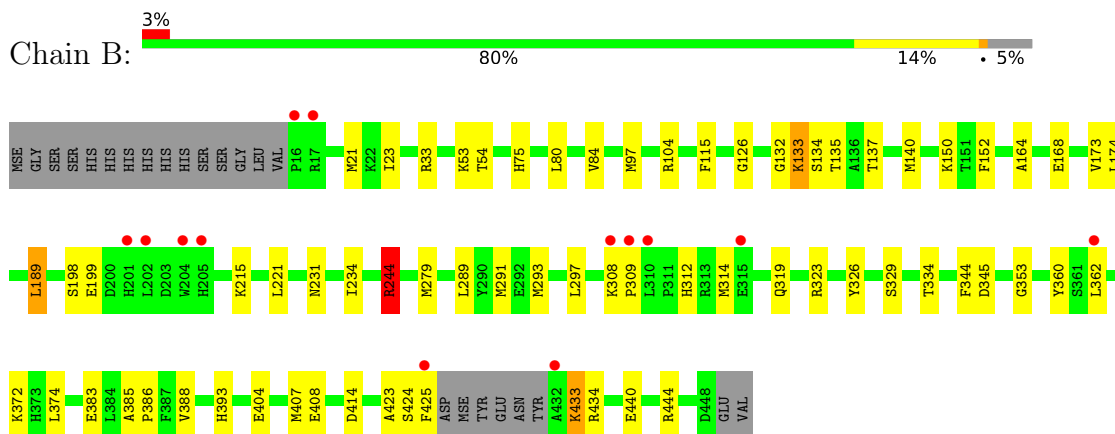 3%
Chain B:
80% 14% • 5%
MSE GLY SER SER HIS HIS HIS HIS HIS HIS SER SER GLY LEU VAL P16 R17 M21 K22 I23 R33 K53 T54 H75 L80 V84 M97 R104 F115 G126 G132 K133 S134 T135 A136 T137 M140 K150 T151 F152 A164 E168 V173 L174
L189 S198 E199 D200 H201 L202 D203 W204 H205 K215 L221 N231 I234 R244 M279 L289 Y290 M291 E292 M293 L297 K308 P309 L310 P311 H312 R313 M314 E315 Q319 R323 Y326 S329 T334 F344 D345 G353 Y360 S361 L362
K372 H373 L374 E383 L384 A385 P386 F387 V388 H393 E404 M407 E408 D414 A423 S424 F425 ASP MSE TYR GLU ASN TYR A432 K433 R434 E440 R444 D448 GLU VAL